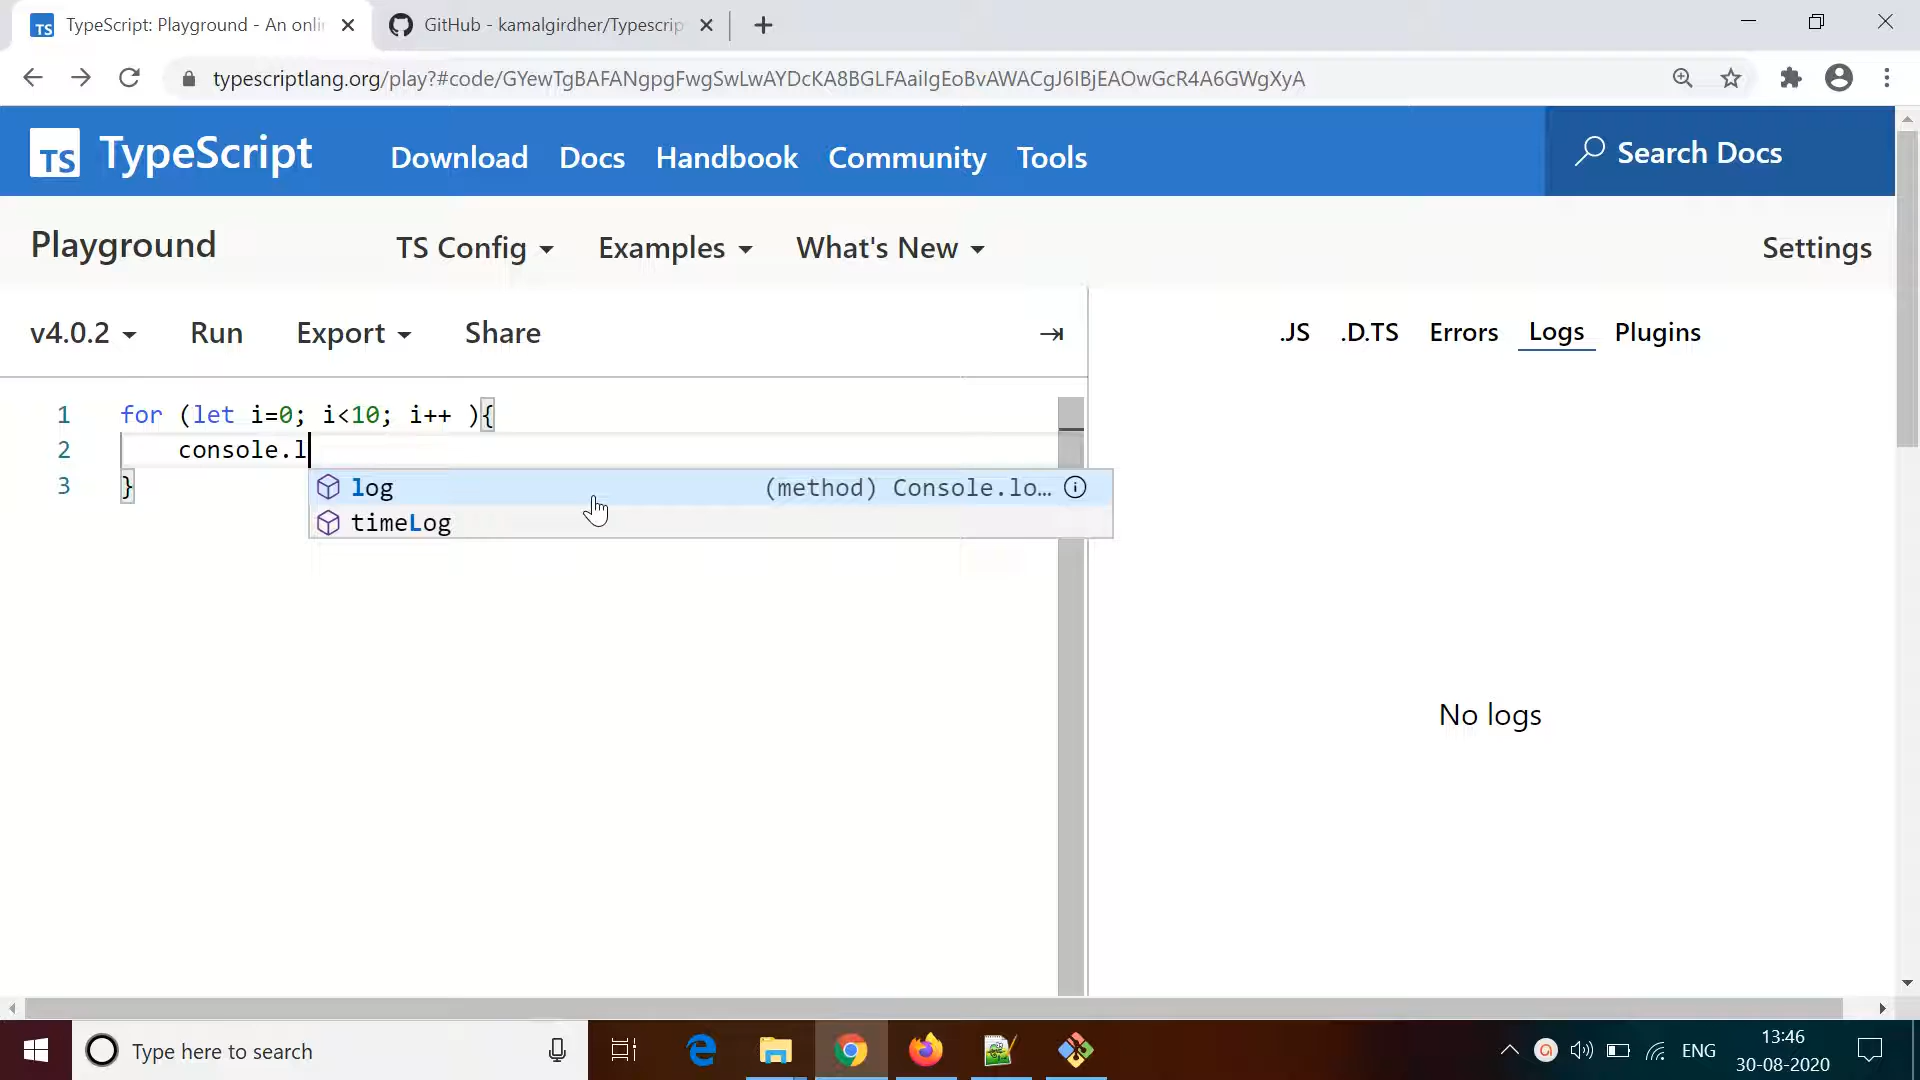 TypeScript: Playground - An onlin
GitHub - kamalgirdher/Typescrip
typescriptlang.org/play?#code/GYewTgBAFANgpgFwgSwLwAYDcKA8BGLFAaiIgEoBvAWACgJ6IBjEAOwGcR4A6GWgXyA
TS TypeScript
Download Docs Handbook Community Tools
Search Docs
Playground
TS Config Examples What's New
Settings
v4.0.2 Run Export Share
.JS .D.TS Errors Logs Plugins
1 for (let i=0; i<10; i++ ){
2 console.l
3 }
log (method) Console.lo…
timeLog
No logs
Type here to search
ENG
13:46
30-08-2020